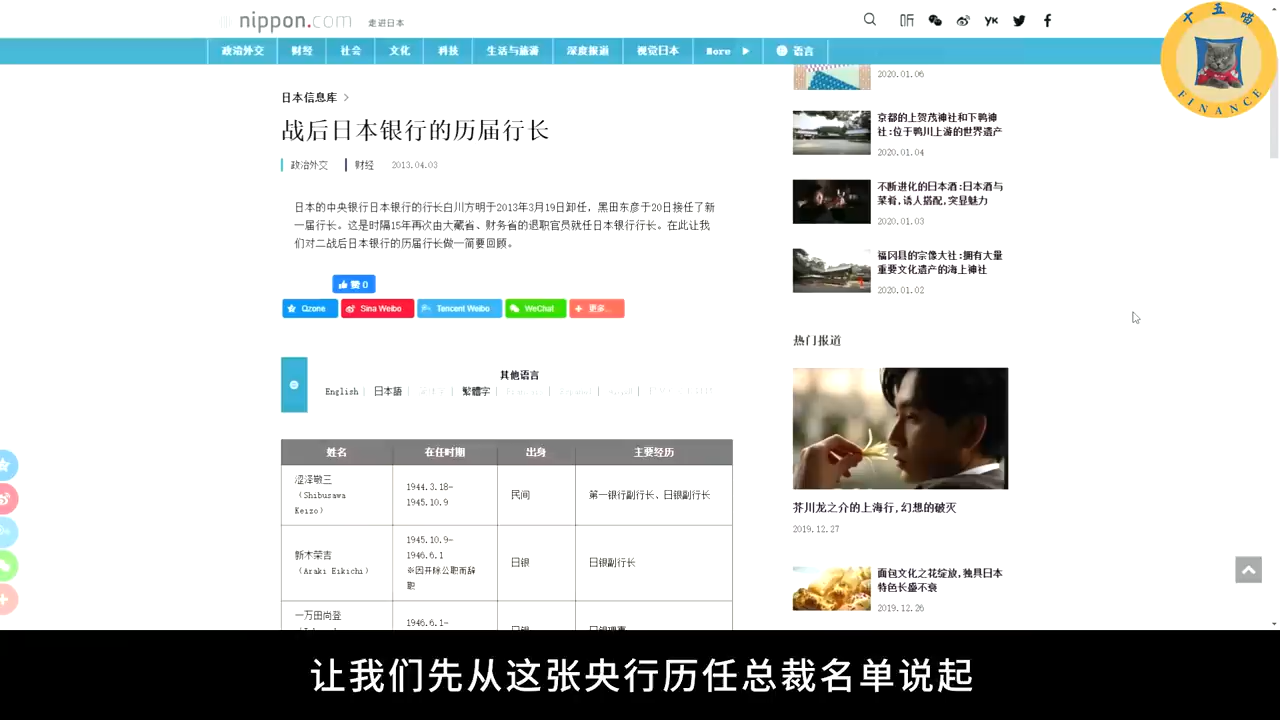 nippon.com 走进日本
政治外交 财经 社会 文化 科技 生活与旅游 深度报道 视觉日本 More 语言
X 五 喵
FINANCE
日本信息库
战后日本银行的历届行长
政治外交 财经 2013.04.03
日本的中央银行日本银行的行长白川方明于2013年3月19日卸任，黑田东彦于20日接任了新
一届行长。这是时隔15年再次由大藏省、财务省的退职官员就任日本银行行长。在此让我
们对二战后日本银行的历届行长做一简要回顾。
赞 0
Qzone Sina Weibo Tencent Weibo WeChat 更多...
其他语言
English 日本語 繁體字
姓名 在任时期 出身 主要经历
涩泽敬三
（Shibusawa
Keizo）
1944.3.18-
1945.10.9
民间
第一银行副行长、日银副行长
新木荣吉
（Araki Eikichi）
1945.10.9-
1946.6.1
※因开除公职而辞
职
日银
日银副行长
一万田尚登
1946.6.1-
日银
日银理事
2020.01.06
京都的上贺茂神社和下鸭神
社：位于鸭川上游的世界遗产
2020.01.04
不断进化的日本酒：日本酒与
菜肴，诱人搭配，突显魅力
2020.01.03
福冈县的宗像大社：拥有大量
重要文化遗产的海上神社
2020.01.02
热门报道
芥川龙之介的上海行，幻想的破灭
2019.12.27
面包文化之花绽放，独具日本
特色长盛不衰
2019.12.26
让我们先从这张央行历任总裁名单说起